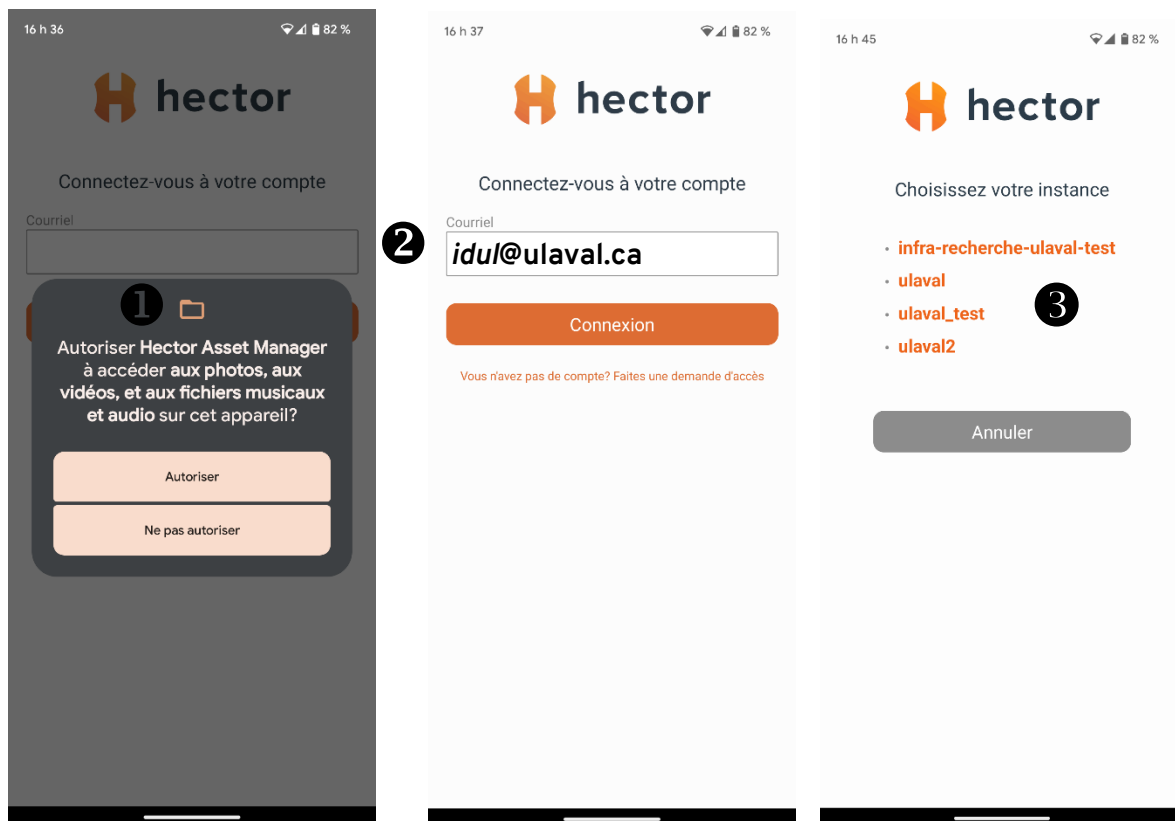 16 h 36
82 %
hector
Connectez-vous à votre compte
Courriel
❶
Autoriser Hector Asset Manager
à accéder aux photos, aux
vidéos, et aux fichiers musicaux
et audio sur cet appareil?
Autoriser
Ne pas autoriser
16 h 37
82 %
hector
Connectez-vous à votre compte
Courriel
❷
idul@ulaval.ca
Connexion
Vous n'avez pas de compte? Faites une demande d'accès
16 h 45
82 %
hector
Choisissez votre instance
• infra-recherche-ulaval-test
• ulaval
• ulaval_test
• ulaval2
❸
Annuler